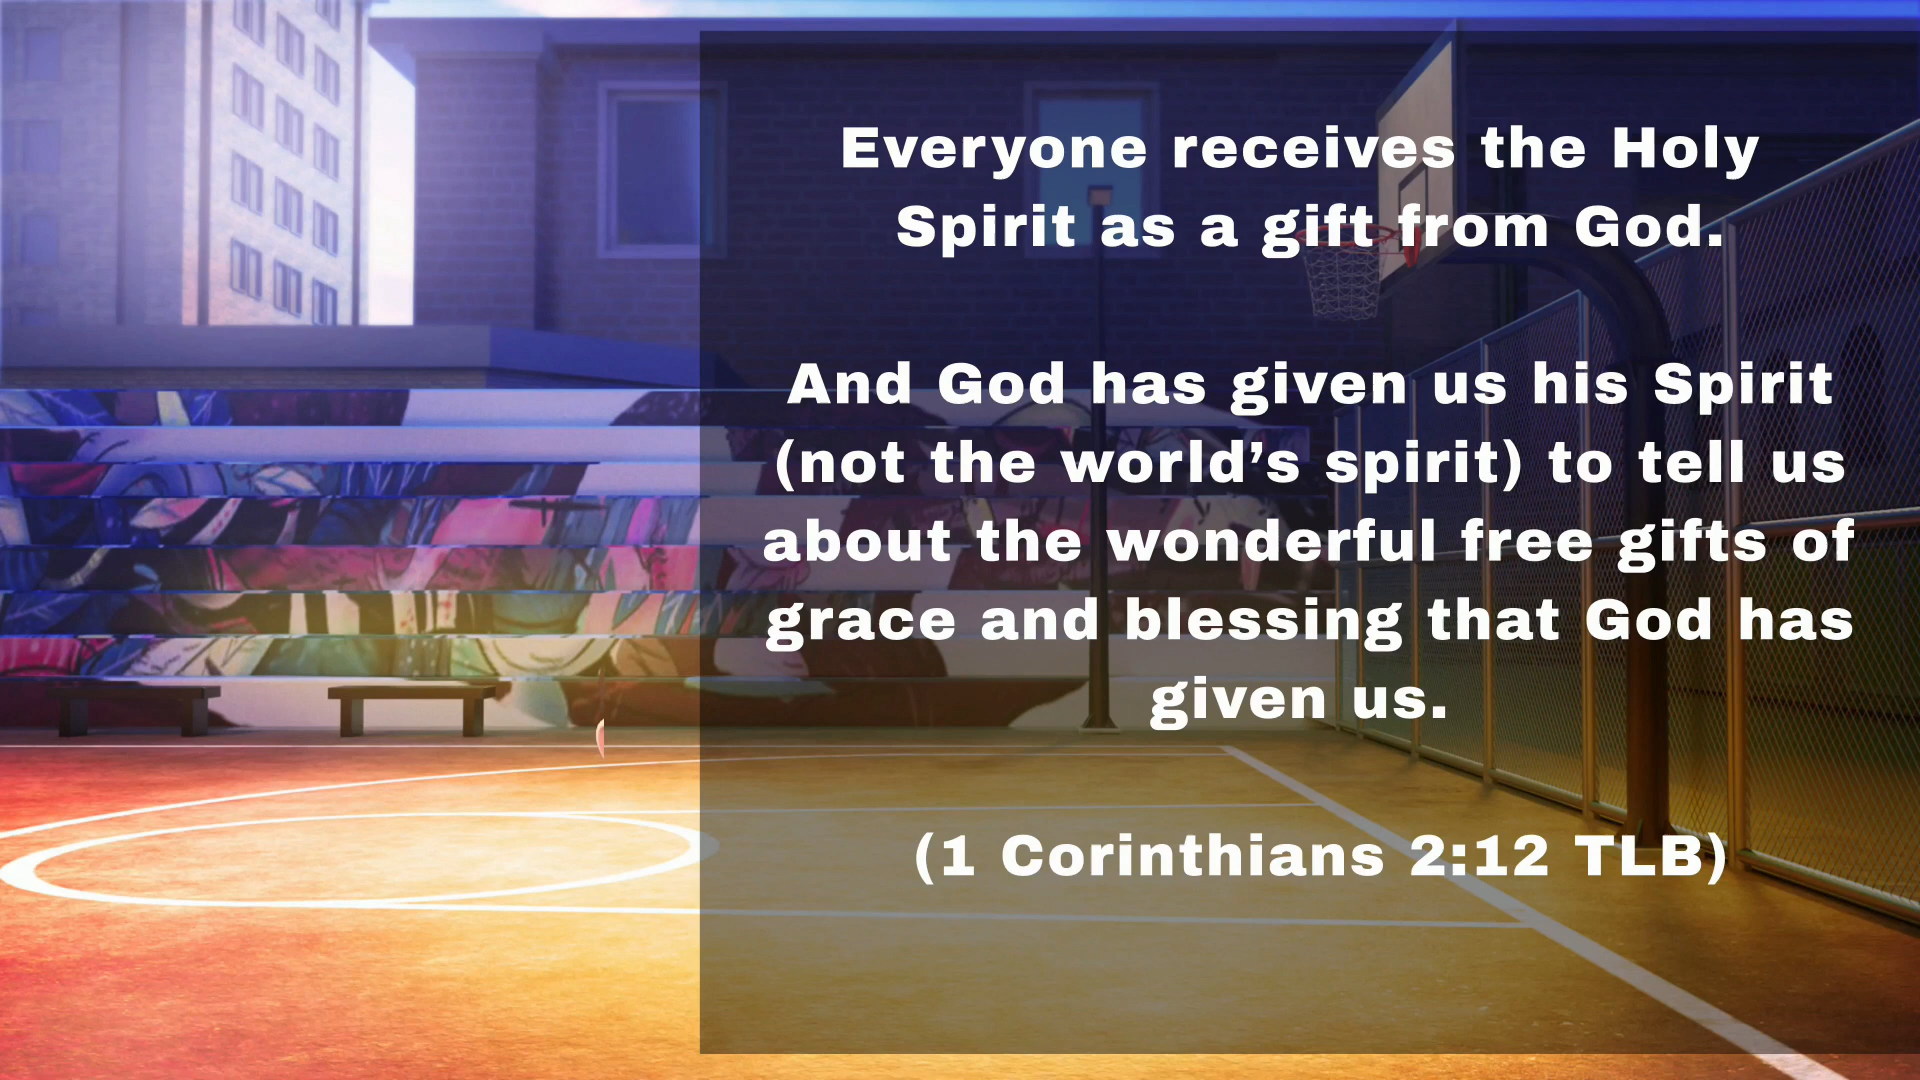 Everyone receives the Holy
Spirit as a gift from God.
And God has given us his Spirit
(not the world’s spirit) to tell us
about the wonderful free gifts of
grace and blessing that God has
given us.
(1 Corinthians 2:12 TLB)